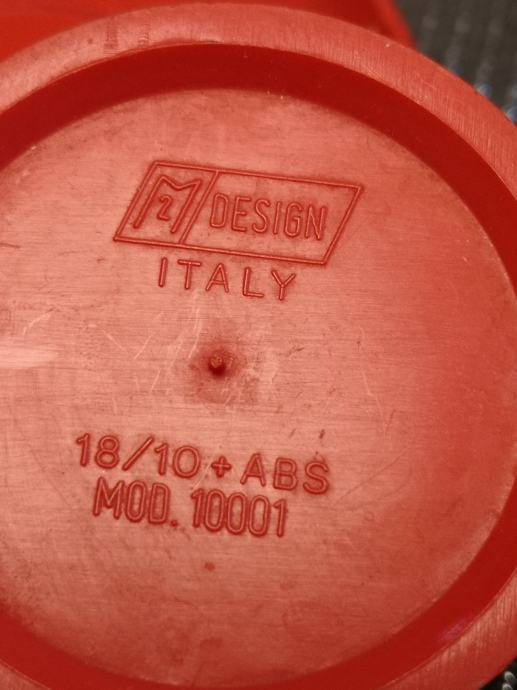 M2 DESIGN
ITALY
18/10 + ABS
MOD. 10001